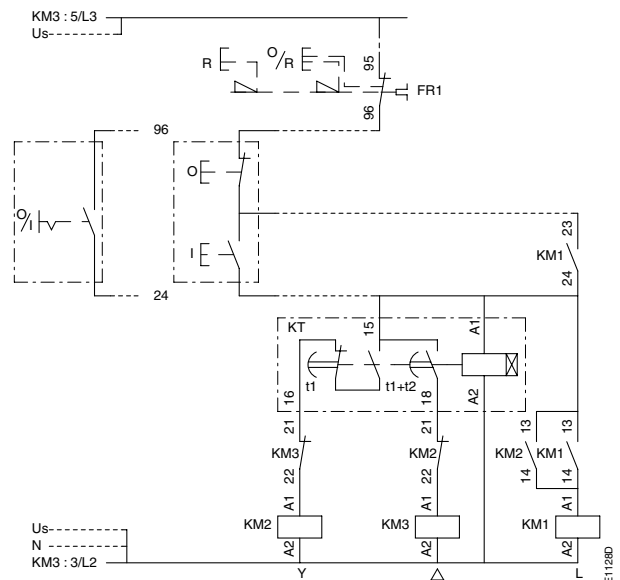 KM3 : 5/L3
Us
R
O/R
95
96
FR1
96
O
O/I
I
24
23
KM1
24
KT
15
A1
t1
t1+t2
A2
16
18
21
21
13
13
KM3
KM2
KM2
KM1
22
22
14
14
A1
A1
A1
KM2
KM3
KM1
A2
A2
A2
Us
N
KM3 : 3/L2
Y
△
L
E1128D